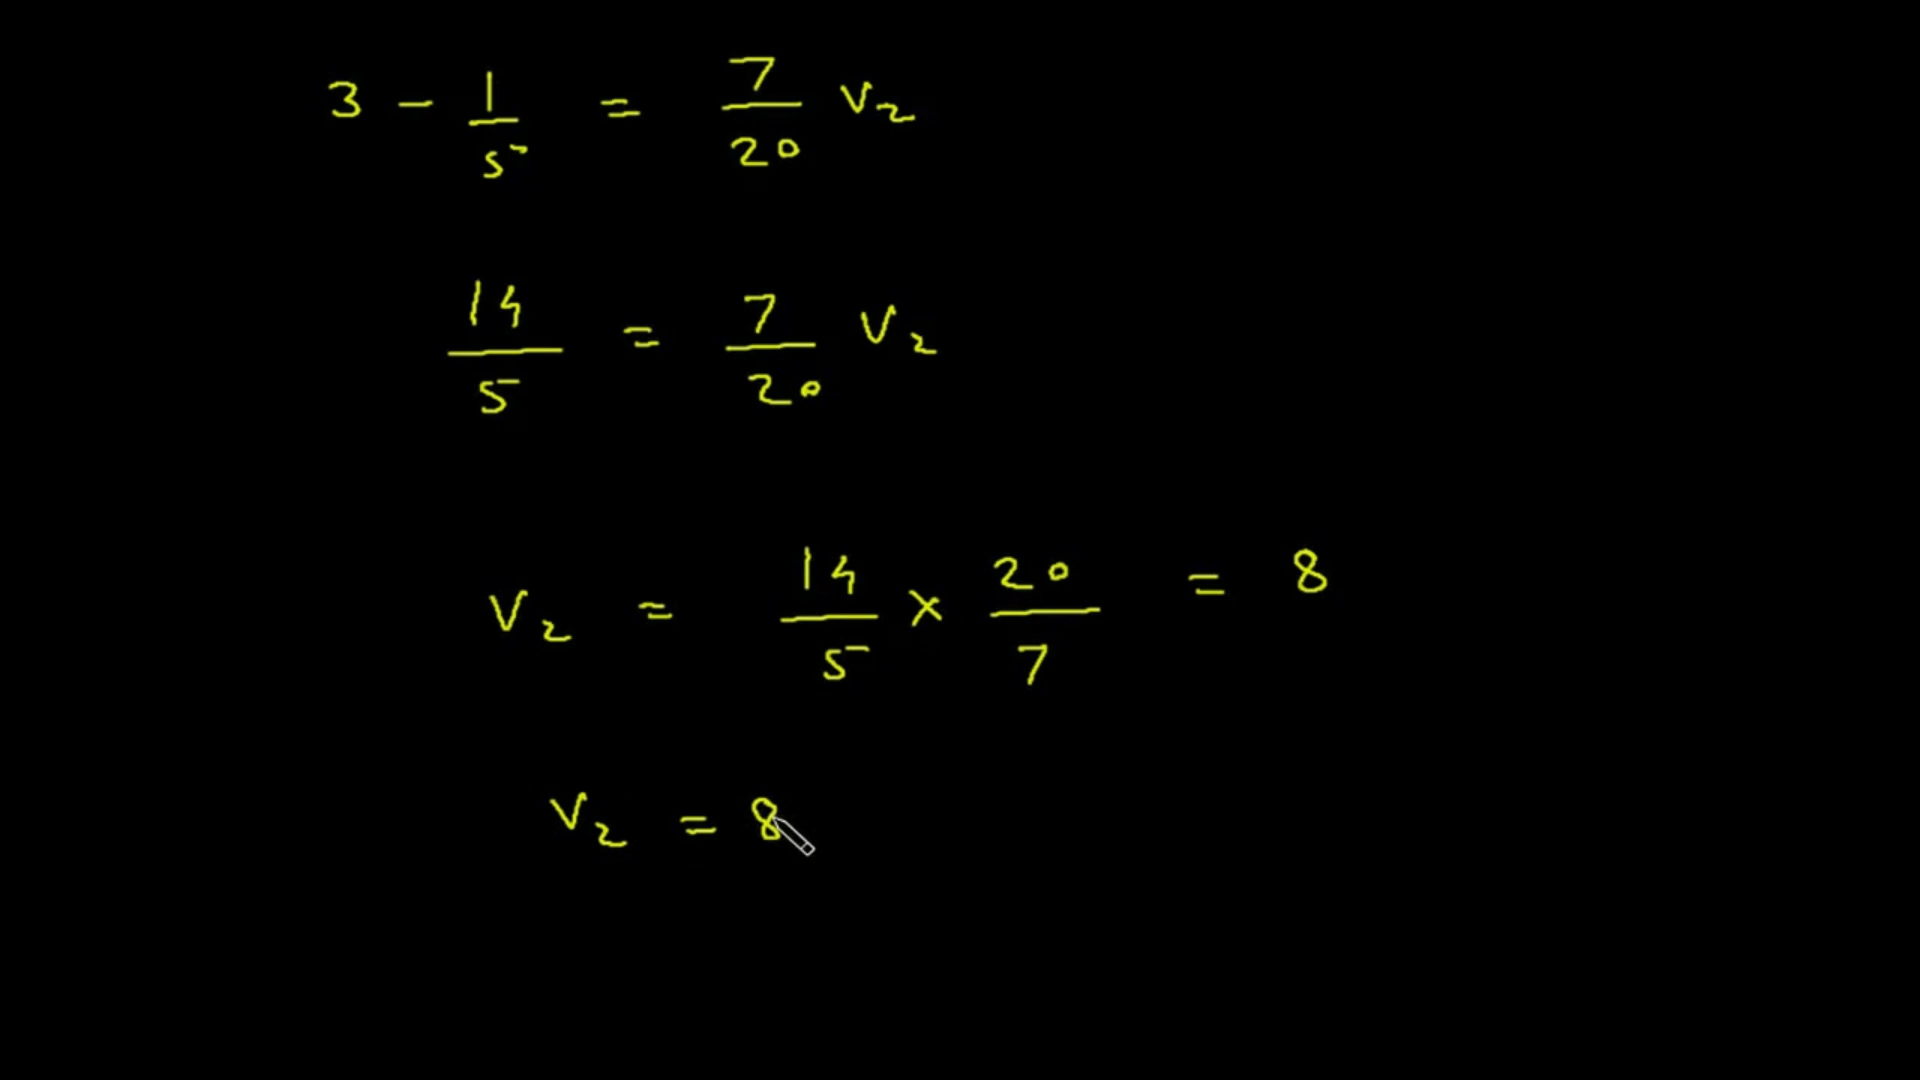 3 - 1/5 = 7/20 V₂
14/5 = 7/20 V₂
V₂ = 14/5 × 20/7 = 8
V₂ = 8